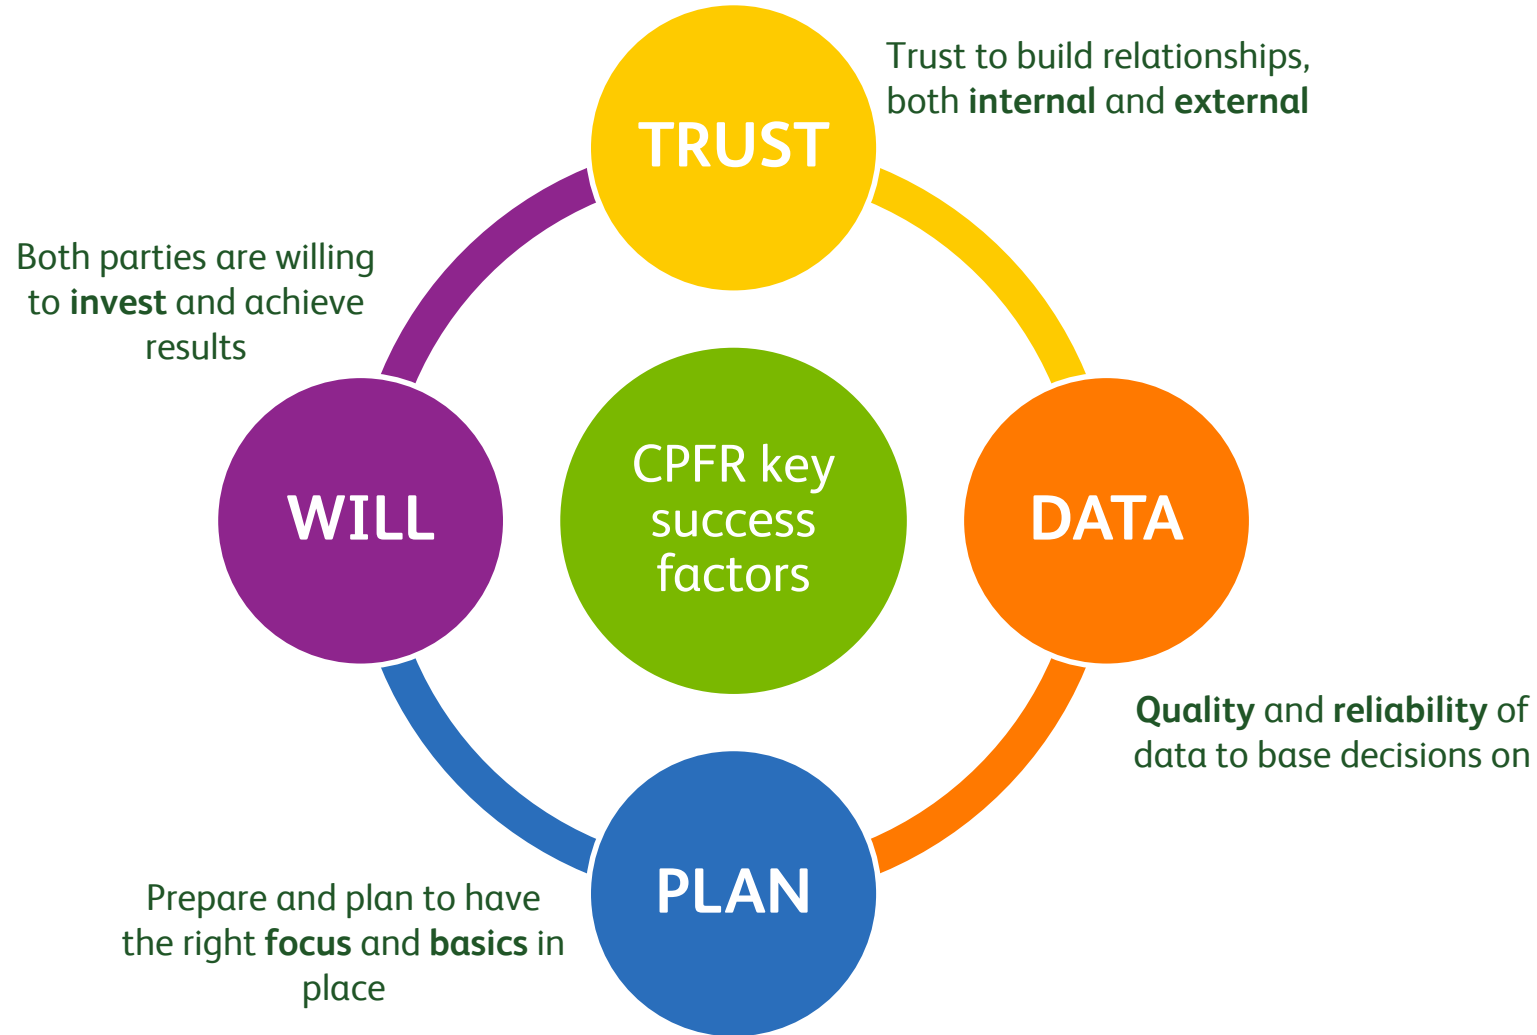 TRUST
Trust to build relationships,
both internal and external
Both parties are willing
to invest and achieve
results
WILL
CPFR key
success
factors
DATA
Quality and reliability of
data to base decisions on
PLAN
Prepare and plan to have
the right focus and basics in
place